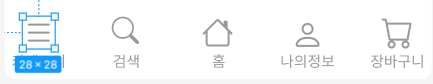 28 × 28
검색
홈
나의정보
장바구니